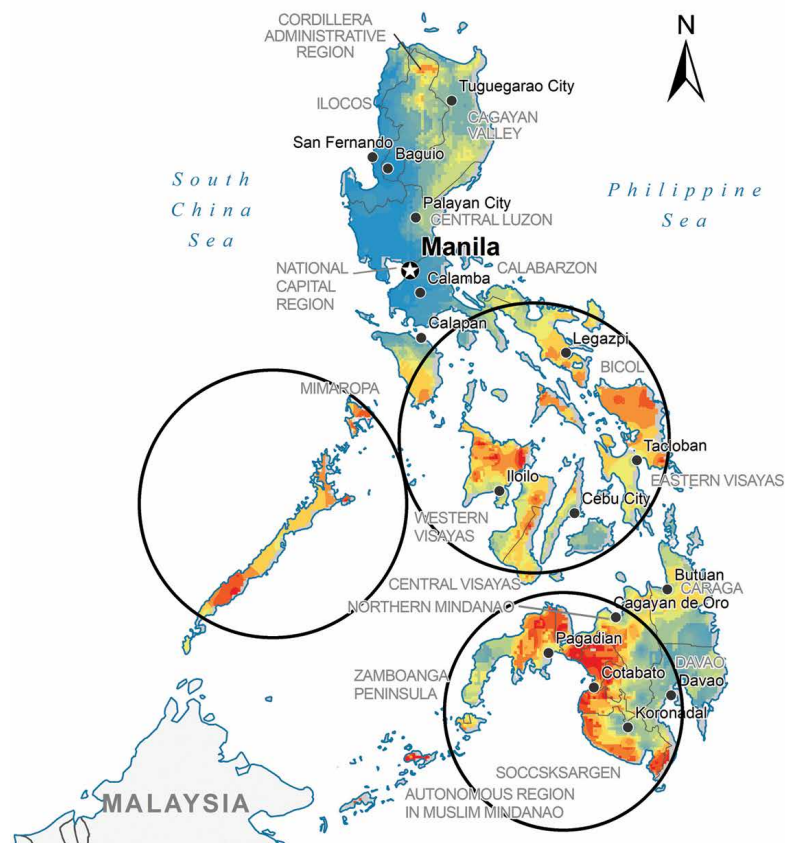 CORDILLERA
ADMINISTRATIVE
REGION
N
Tuguegarao City
ILOCOS
CAGAYAN
VALLEY
San Fernando
Baguio
South
China
Sea
Philippine
Sea
Palayan City
CENTRAL LUZON
Manila
NATIONAL
CAPITAL
REGION
CALABARZON
Calamba
Calapan
Legazpi
BICOL
MIMAROPA
Tacloban
EASTERN VISAYAS
Iloilo
Cebu City
WESTERN
VISAYAS
CENTRAL VISAYAS
Butuan
CARAGA
NORTHERN MINDANAO
Cagayan de Oro
Pagadian
ZAMBOANGA
PENINSULA
DAVAO
Cotabato
Davao
Koronadal
SOCCSKSARGEN
AUTONOMOUS REGION
IN MUSLIM MINDANAO
MALAYSIA